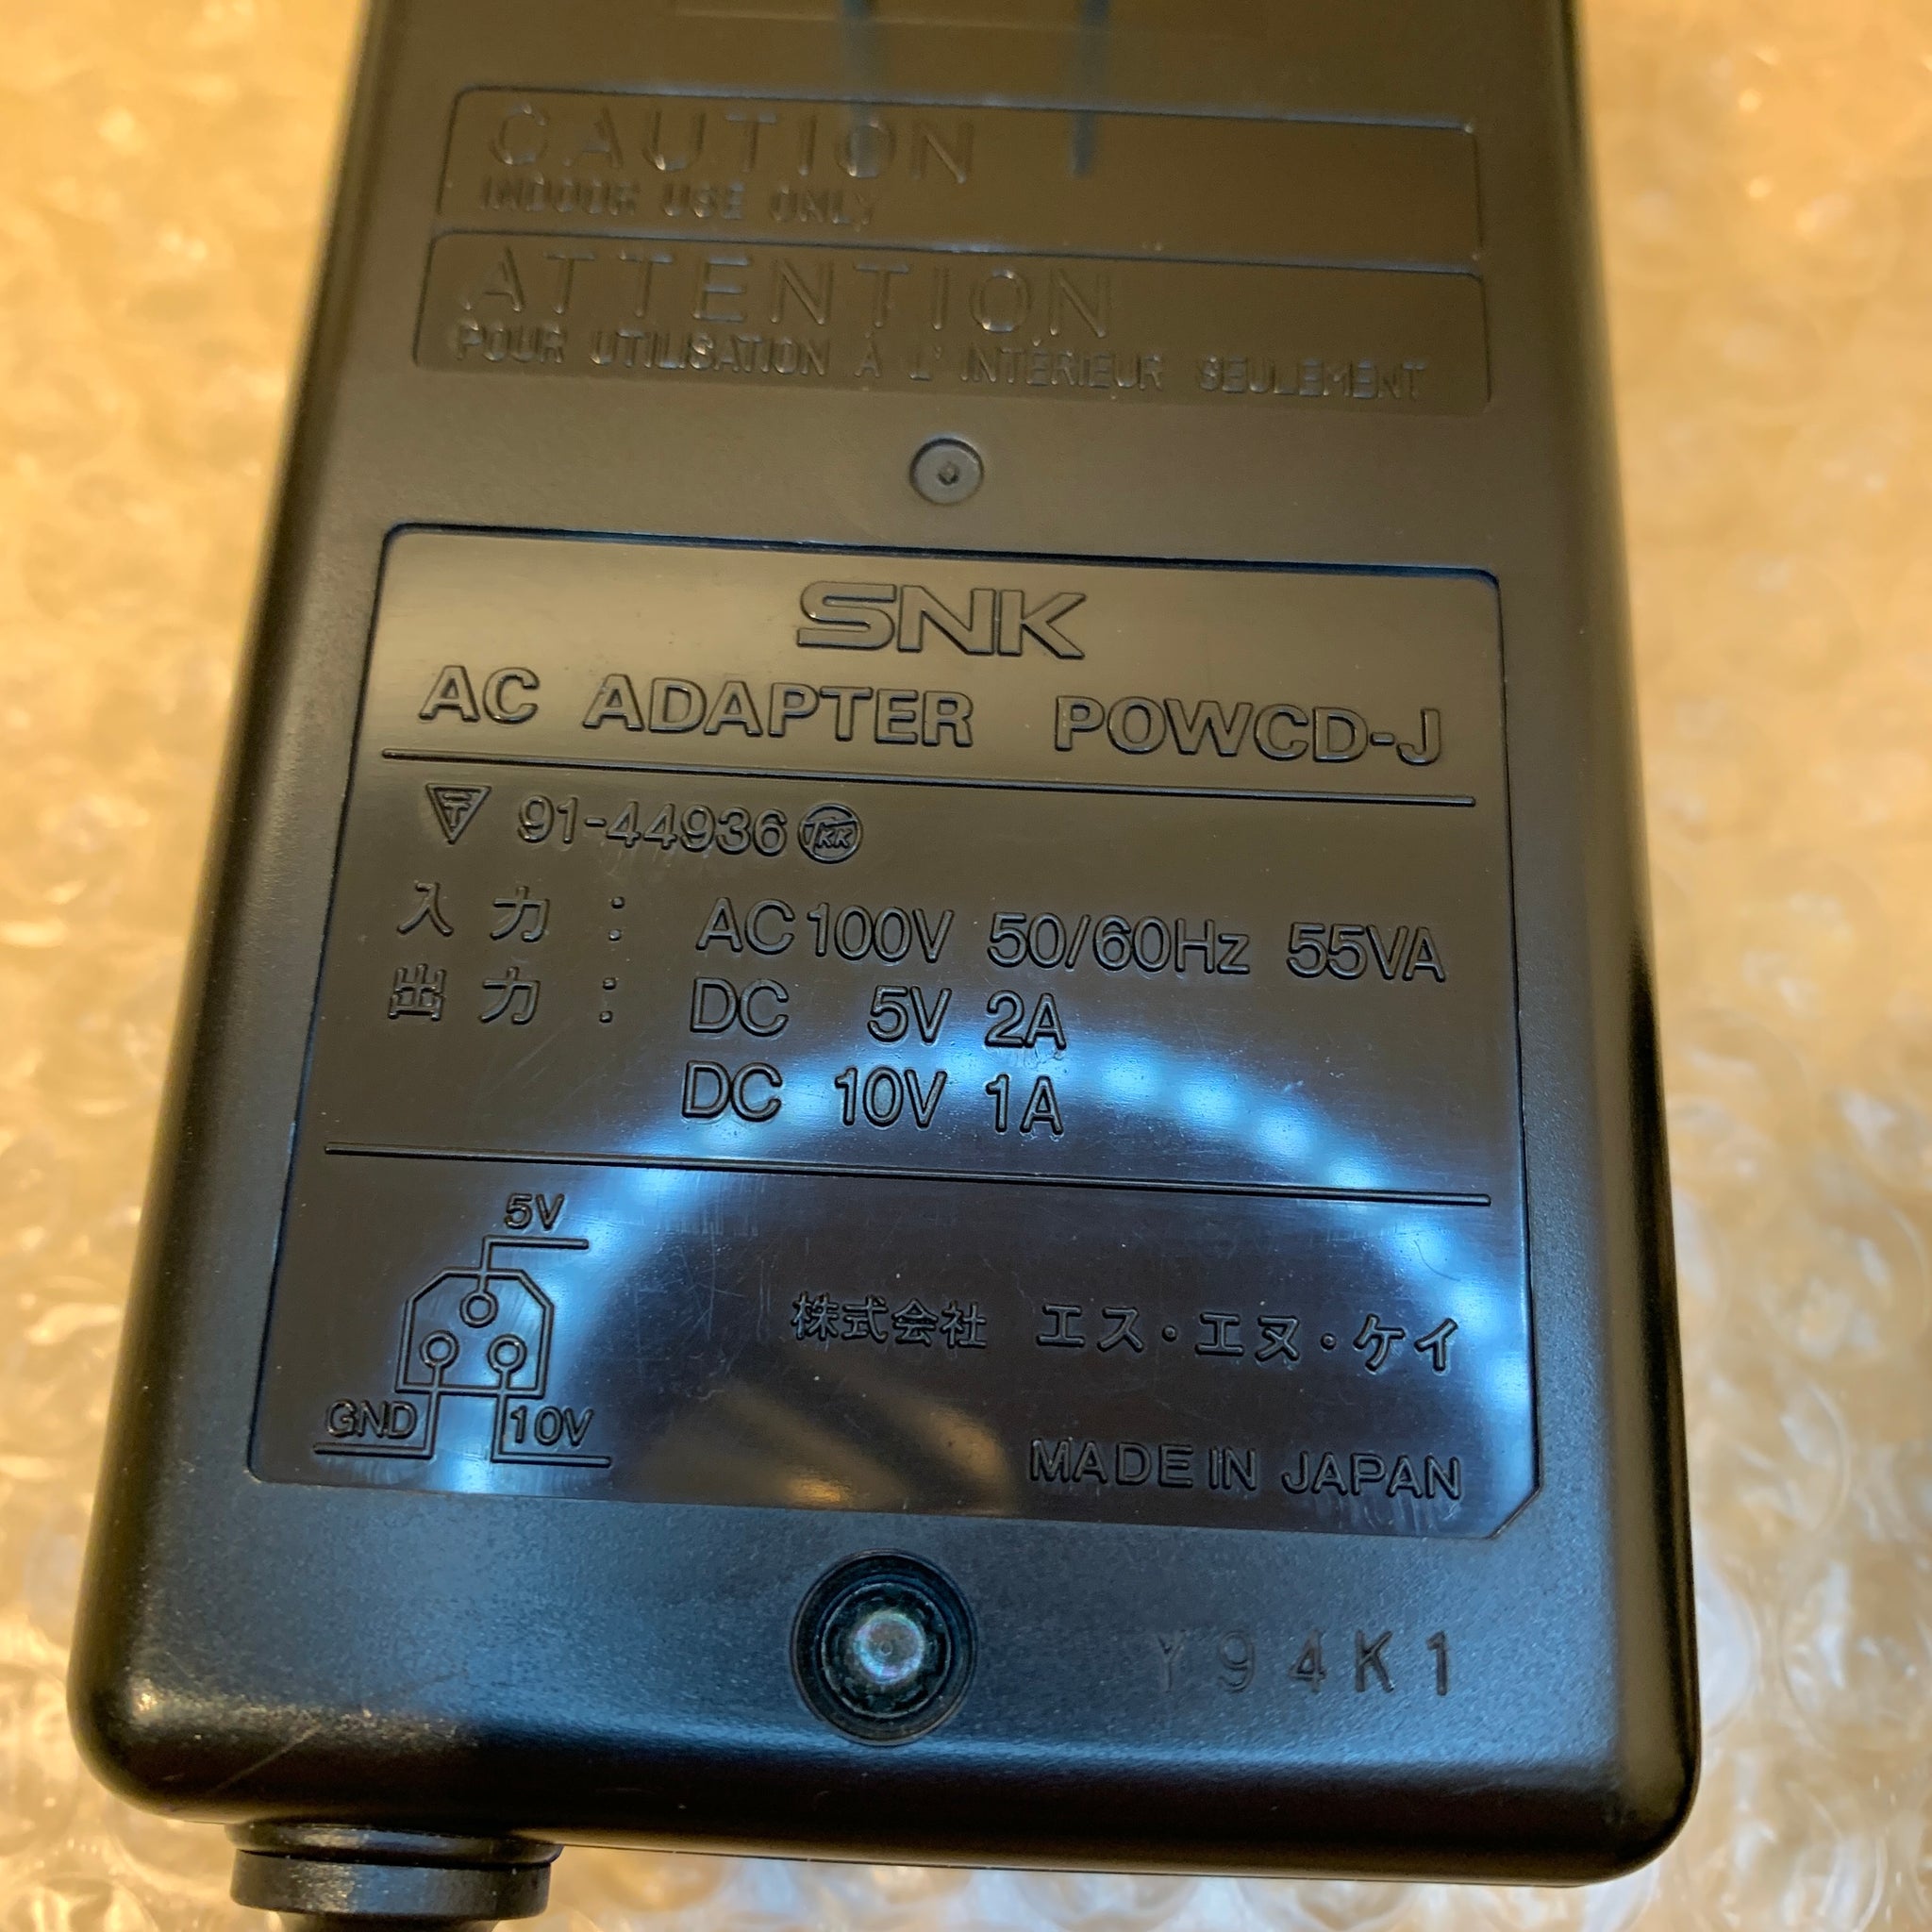 CAUTION
INDOOR USE ONLY
ATTENTION
POUR UTILISATION À L' INTÉRIEUR SEULEMENT
SNK
AC ADAPTER POWCD-J
91-44936
入力: AC100V 50/60Hz 55VA
出力: DC 5V 2A
DC 10V 1A
5V
GND
10V
株式会社 エス・エヌ・ケイ
MADE IN JAPAN
Y94K1